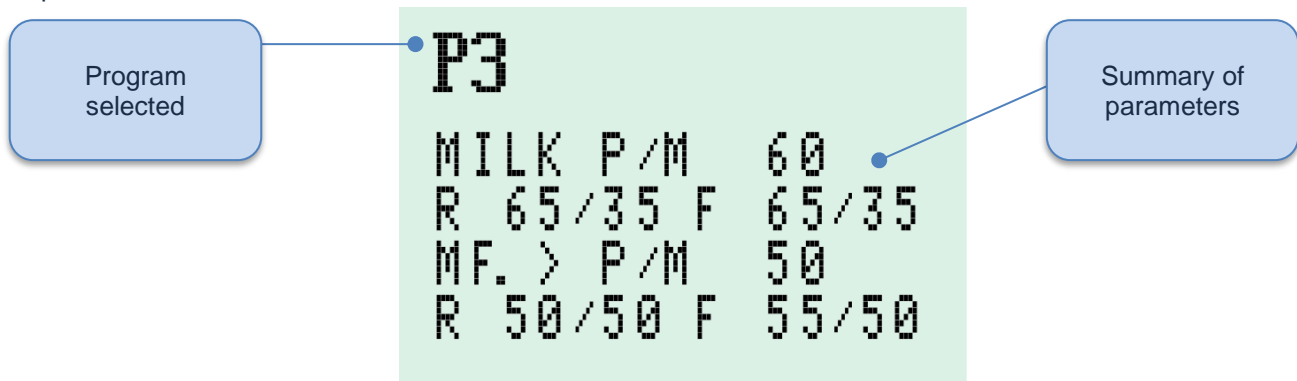 Program
selected
P3
MILK P/M 60
R 65/35 F 65/35
MF. > P/M 50
R 50/50 F 55/50
Summary of
parameters